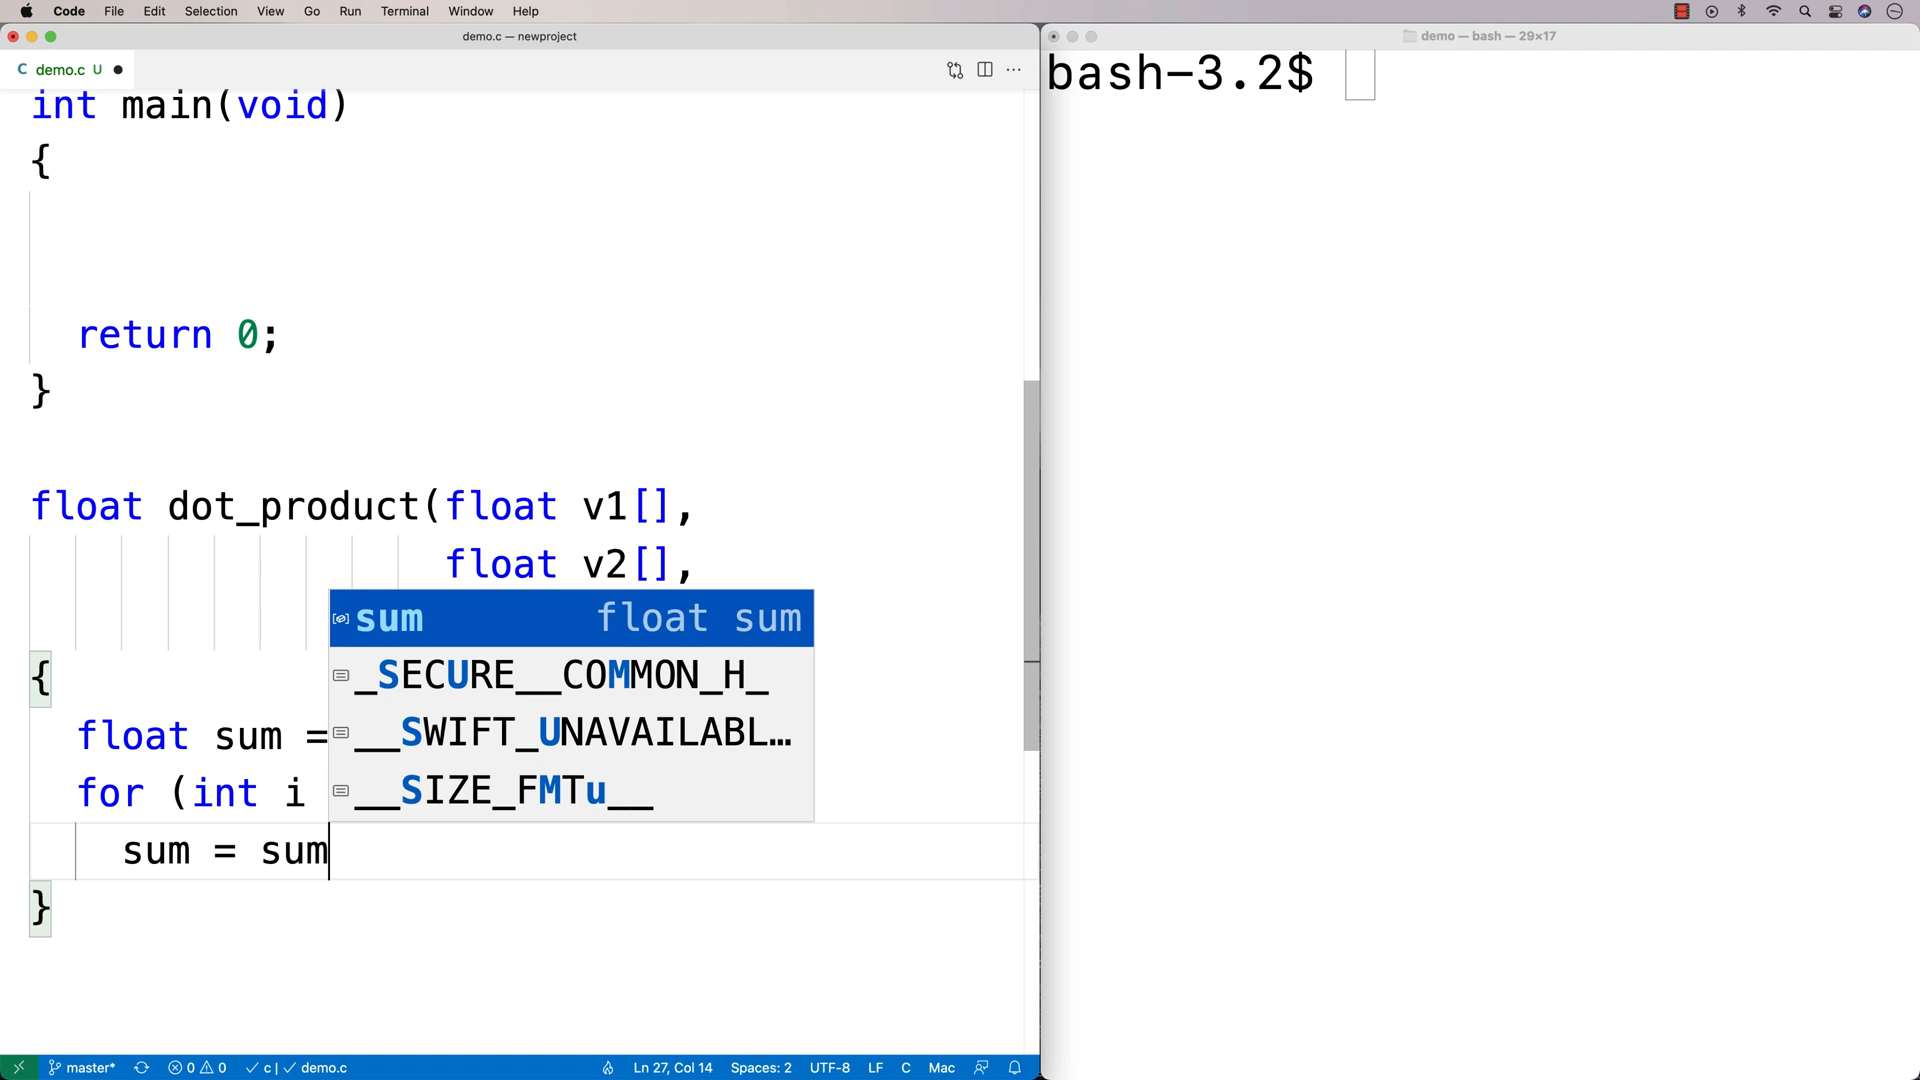 Code File Edit Selection View Go Run Terminal Window Help
demo.c — newproject
C demo.c U
int main(void)
{
return 0;
}
float dot_product(float v1[],
float v2[],
sum float sum
_SECURE__COMMON_H_
__SWIFT_UNAVAILABL…
__SIZE_FMTu__
{
float sum =
for (int i
sum = sum
}
master* 0 0 c | demo.c Ln 27, Col 14 Spaces: 2 UTF-8 LF C Mac
demo — bash — 29×17
bash-3.2$